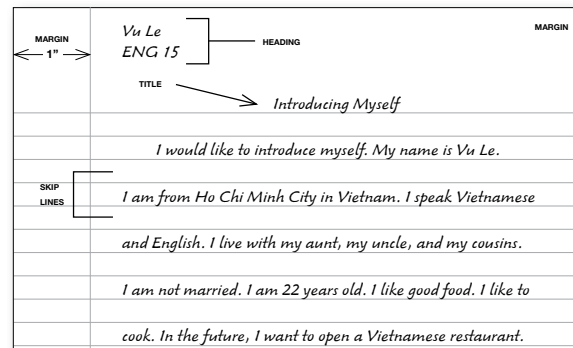 Vu Le
MARGIN
MARGIN
1"
ENG 15
HEADING
TITLE
Introducing Myself
I would like to introduce myself. My name is Vu Le.
SKIP
LINES
I am from Ho Chi Minh City in Vietnam. I speak Vietnamese
and English. I live with my aunt, my uncle, and my cousins.
I am not married. I am 22 years old. I like good food. I like to
cook. In the future, I want to open a Vietnamese restaurant.